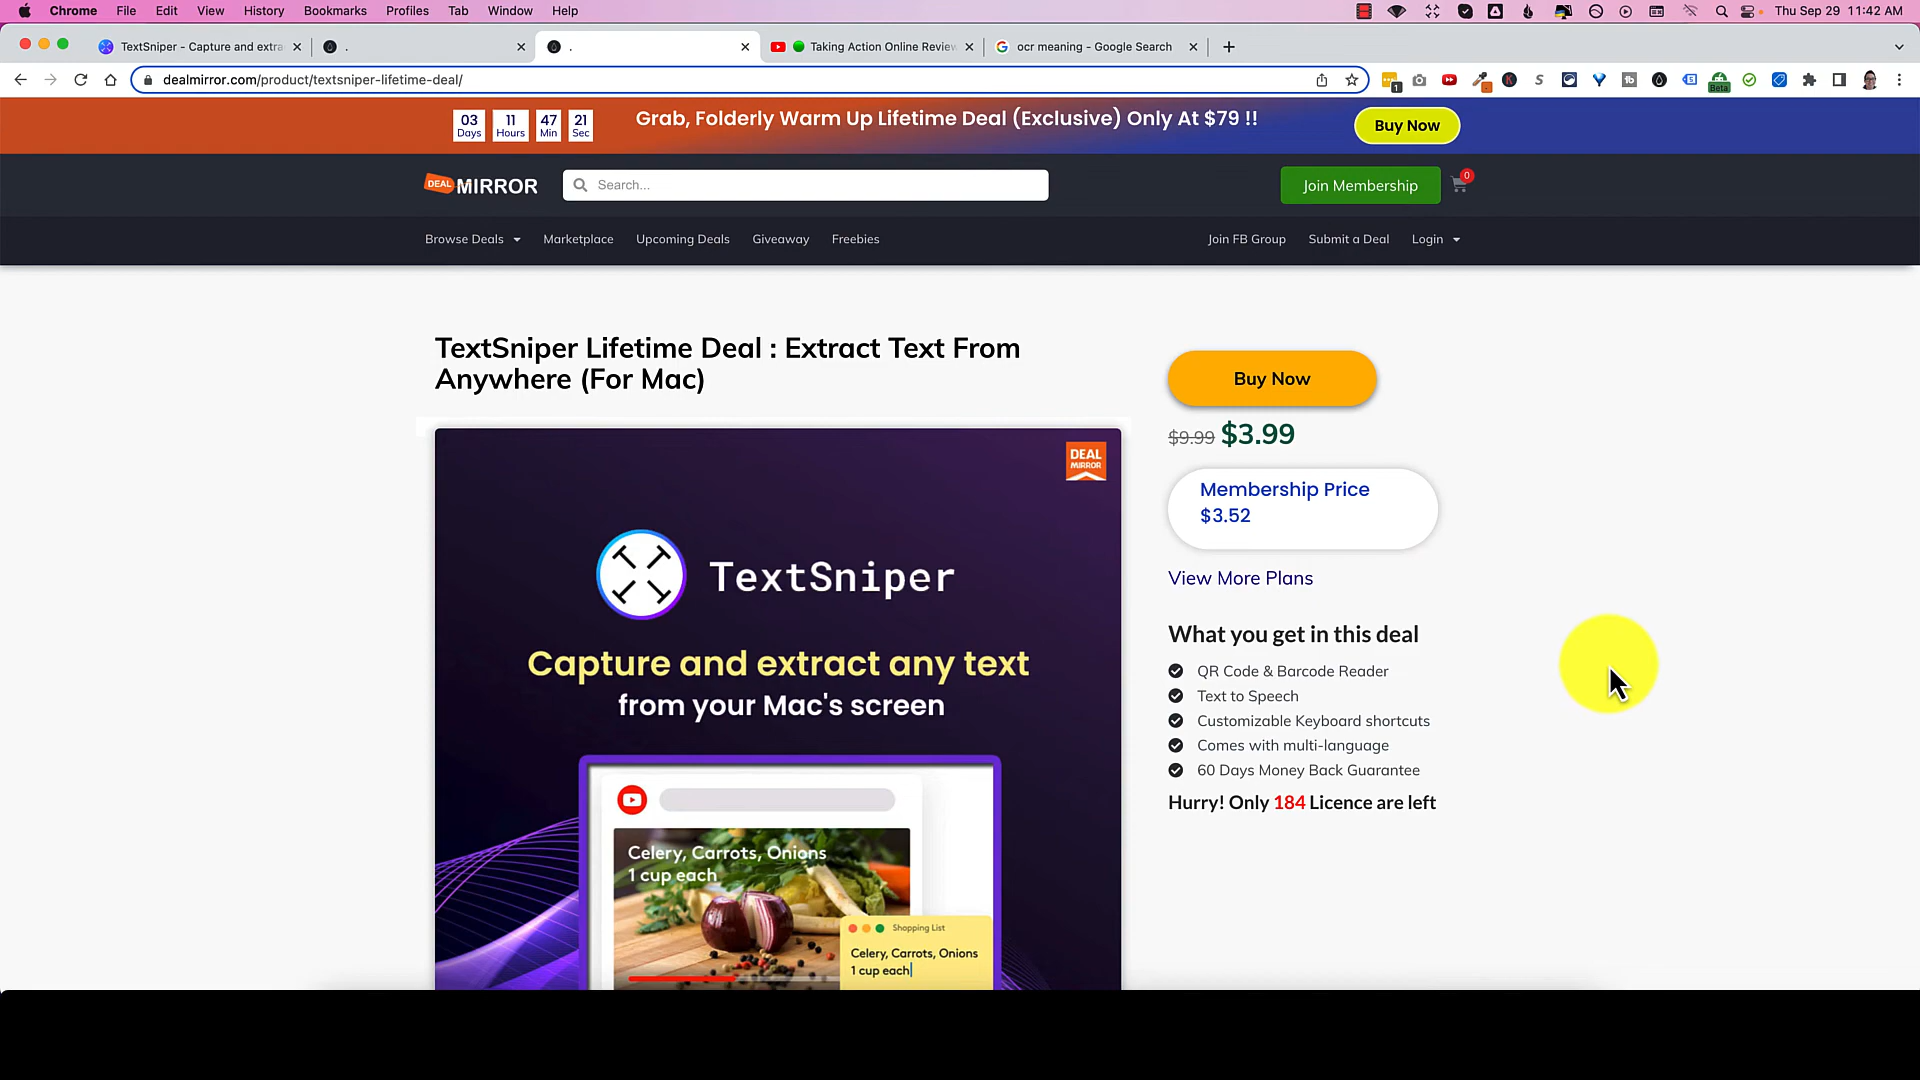 Chrome File Edit View History Bookmarks Profiles Tab Window Help Thu Sep 29 11:42 AM
TextSniper - Capture and extra . . Taking Action Online Review ocr meaning - Google Search
dealmirror.com/product/textsniper-lifetime-deal/
1
Beta
03 11 47 21
Days Hours Min Sec
Grab, Folderly Warm Up Lifetime Deal (Exclusive) Only At $79 !!
Buy Now
DEAL MIRROR
Search...
Join Membership
0
Browse Deals Marketplace Upcoming Deals Giveaway Freebies Join FB Group Submit a Deal Login
TextSniper Lifetime Deal : Extract Text From
Anywhere (For Mac)
DEAL
MIRROR
TextSniper
Capture and extract any text
from your Mac's screen
Celery, Carrots, Onions
1 cup each
Shopping List
Celery, Carrots, Onions
1 cup each
Buy Now
$9.99 $3.99
Membership Price
$3.52
View More Plans
What you get in this deal
QR Code & Barcode Reader
Text to Speech
Customizable Keyboard shortcuts
Comes with multi-language
60 Days Money Back Guarantee
Hurry! Only 184 Licence are left